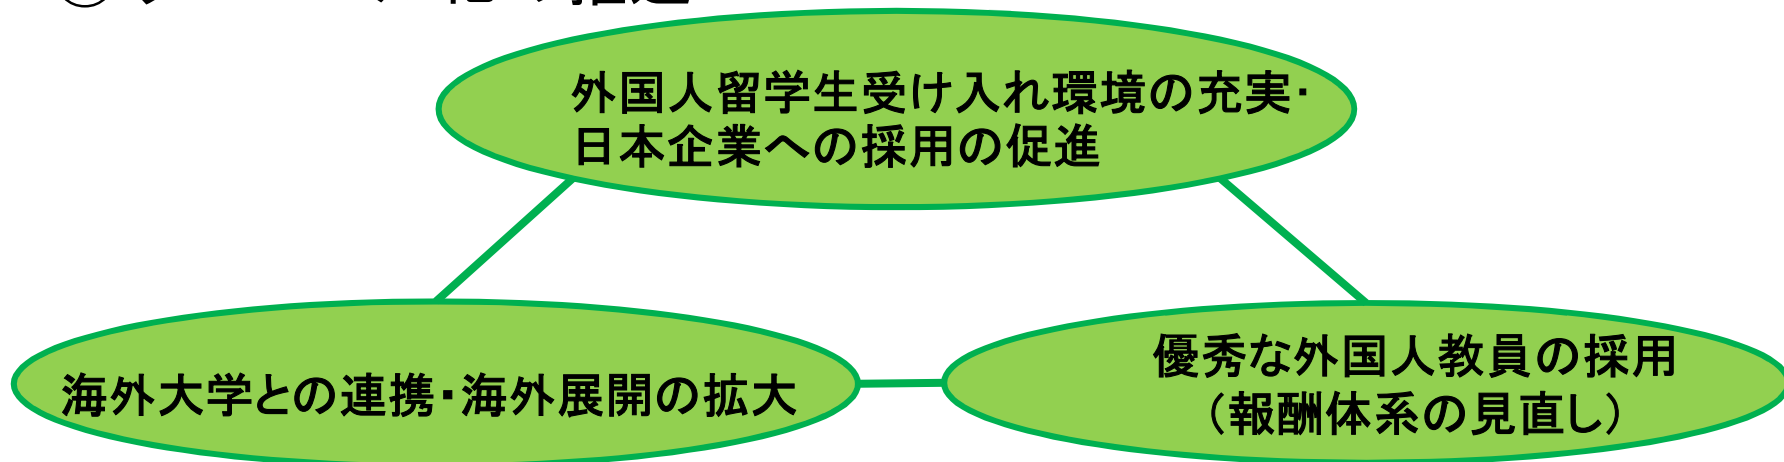 外国人留学生受け入れ環境の充実・
日本企業への採用の促進
海外大学との連携・海外展開の拡大
優秀な外国人教員の採用
（報酬体系の見直し）